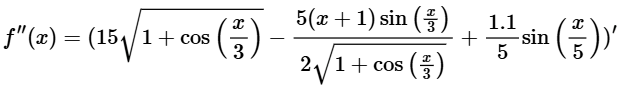 f''(x) = (15√(1 + cos(x/3)) − (5(x + 1) sin(x/3))/(2√(1 + cos(x/3))) + (1.1/5) sin(x/5))'